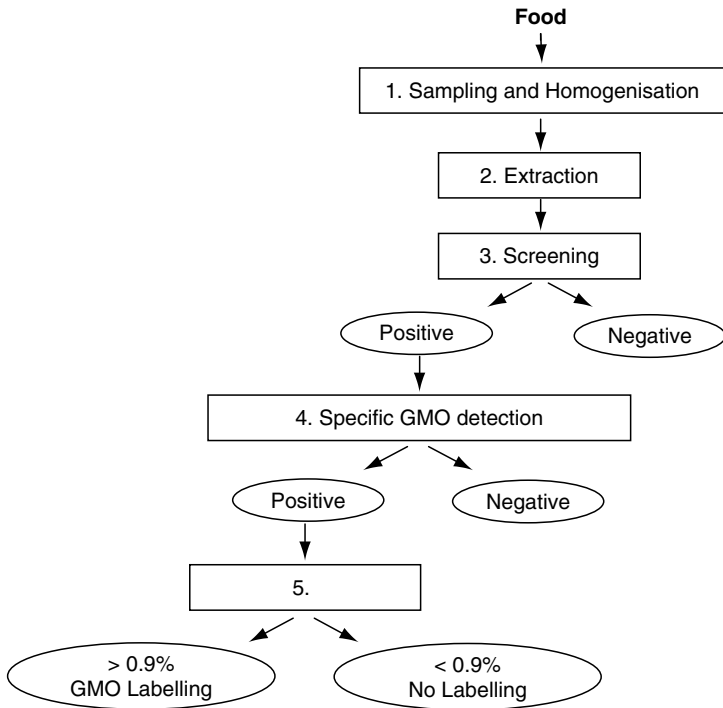 Food
1. Sampling and Homogenisation
2. Extraction
3. Screening
Positive
Negative
4. Specific GMO detection
Positive
Negative
5.
> 0.9%
GMO Labelling
< 0.9%
No Labelling